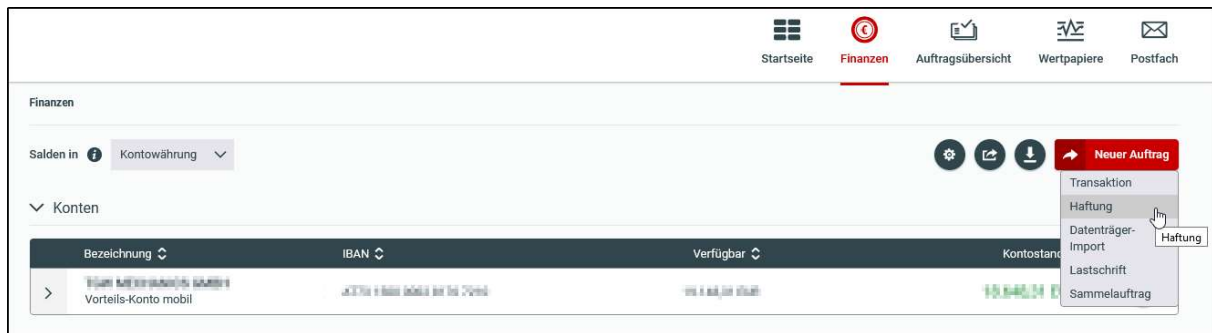 Startseite Finanzen Auftragsübersicht Wertpapiere Postfach
Finanzen
Salden in Kontowährung Neuer Auftrag
Transaktion
Konten
Haftung
Haftung
Datenträger-
Import
Bezeichnung IBAN Verfügbar
Lastschrift
Vorteils-Konto mobil
Sammelauftrag